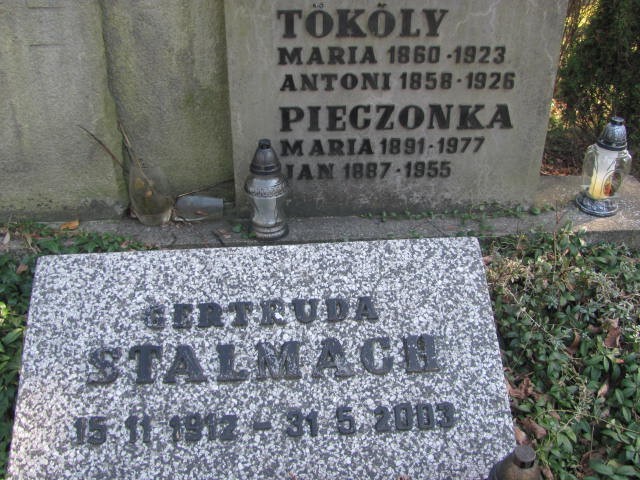 TÖKÖLY
MARIA 1860-1923
ANTONI 1858-1926
PIECZONKA
MARIA 1891-1977
JAN 1887-1955
GERTRUDA
STALMACH
15.11.1912 - 31.5.2003